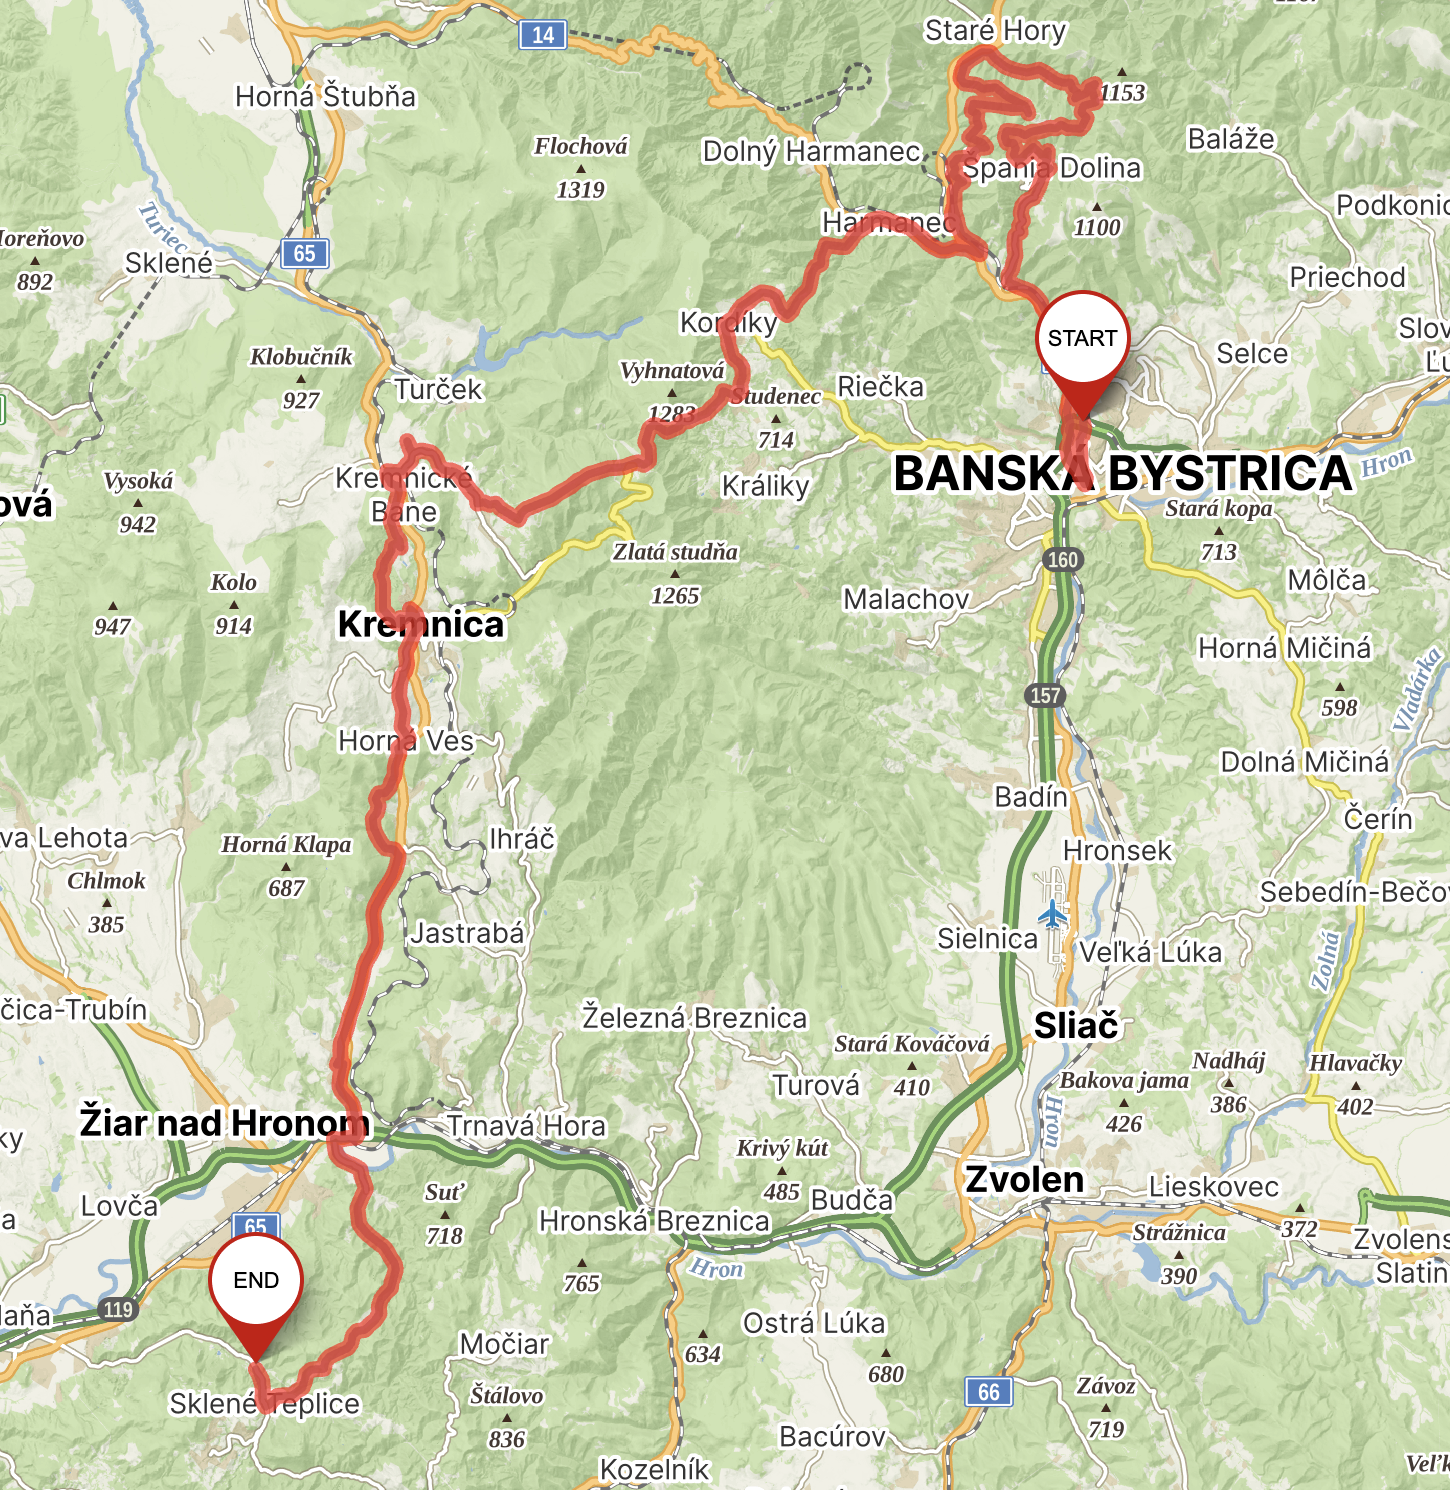 Staré Hory
14
1153
Horná Štubňa
Flochová
1319
Dolný Harmanec
Baláže
Špania Dolina
Podkonic
Turiec
Harmanec
1100
Horeňovo
892
Sklené
65
Priechod
Kordíky
START
Slov
Ľu
Klobučník
927
Turček
Vyhnatová
1283
Studenec
714
Riečka
Selce
Kremnické
Bane
Vysoká
942
ová
Králiky
BANSKÁ BYSTRICA
Hron
Stará kopa
713
Zlatá studňa
1265
160
Môlča
Kolo
914
947
Malachov
Kremnica
Horná Mičiná
598
Vladárka
157
Horná Ves
Dolná Mičiná
Badín
Čerín
va Lehota
Horná Klapa
687
Ihráč
Hronsek
Chlmok
385
Sebedín-Bečov
Jastrabá
Sielnica
Veľká Lúka
Zolná
čica-Trubín
Železná Breznica
Sliač
Stará Kováčová
410
Turová
Bakova jama
426
Nadháj
386
Hlavačky
402
Hron
Žiar nad Hronom
Trnavá Hora
ky
Krivý kút
485
Zvolen
Lieskovec
Lovča
Suť
718
Budča
a
65
Hronská Breznica
Strážnica
390
372
Zvolens
Slatin
Hron
765
END
119
daňa
Močiar
634
Ostrá Lúka
680
66
Závoz
719
Sklené Teplice
Štálovo
836
Bacúrov
Kozelník
Veľk